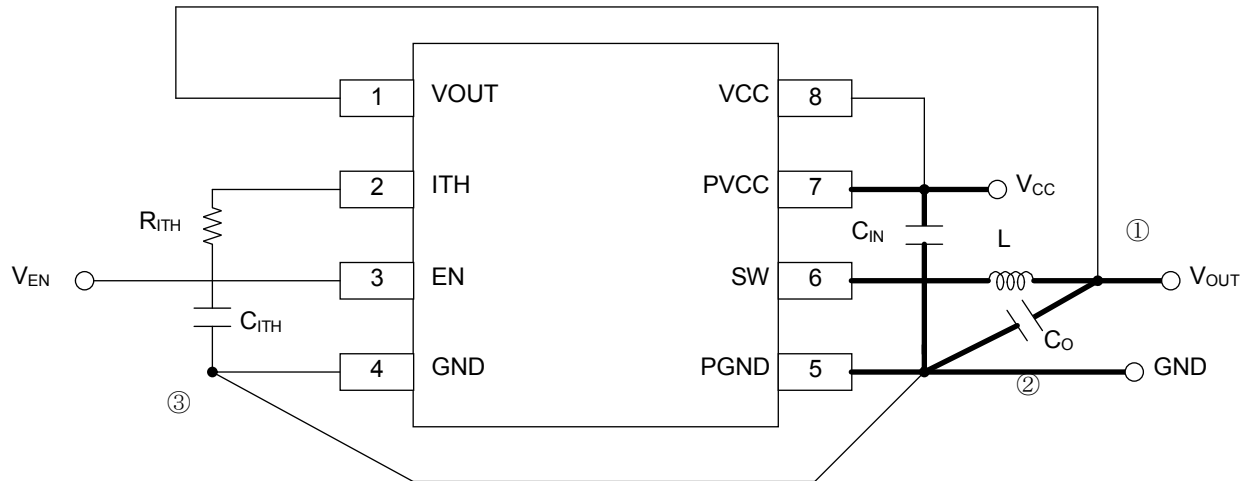 1 VOUT VCC 8
2 ITH PVCC 7 VCC
RITH CIN L ①
VEN 3 EN SW 6 VOUT
CITH CO
4 GND PGND 5 GND
③ ②